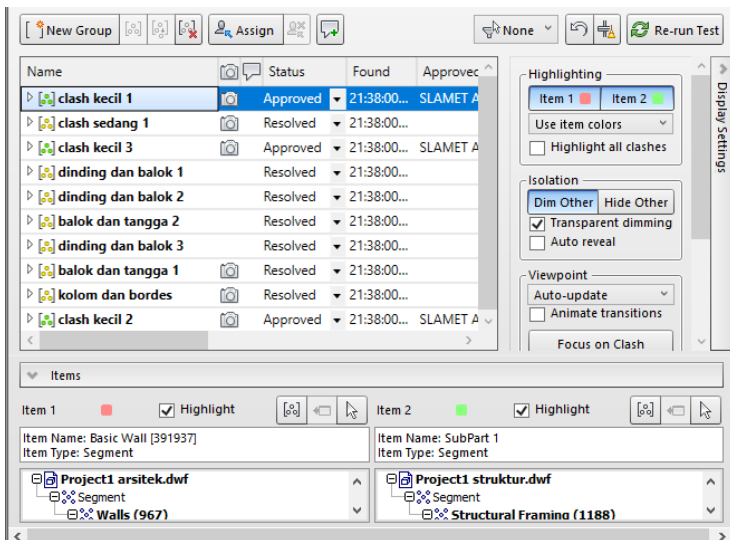 New Group Assign None Re-run Test
Name Status Found Approved
clash kecil 1 Approved 21:38:00... SLAMET A
clash sedang 1 Resolved 21:38:00...
clash kecil 3 Approved 21:38:00... SLAMET A
dinding dan balok 1 Resolved 21:38:00...
dinding dan balok 2 Resolved 21:38:00...
balok dan tangga 2 Resolved 21:38:00...
dinding dan balok 3 Resolved 21:38:00...
balok dan tangga 1 Resolved 21:38:00...
kolom dan bordes Resolved 21:38:00...
clash kecil 2 Approved 21:38:00... SLAMET A
Highlighting
Item 1 Item 2
Use item colors
Highlight all clashes
Isolation
Dim Other Hide Other
Transparent dimming
Auto reveal
Viewpoint
Auto-update
Animate transitions
Focus on Clash
Display Settings
Items
Item 1 Highlight
Item Name: Basic Wall [391937]
Item Type: Segment
Project1 arsitek.dwf
Segment
Walls (967)
Item 2 Highlight
Item Name: SubPart 1
Item Type: Segment
Project1 struktur.dwf
Segment
Structural Framing (1188)